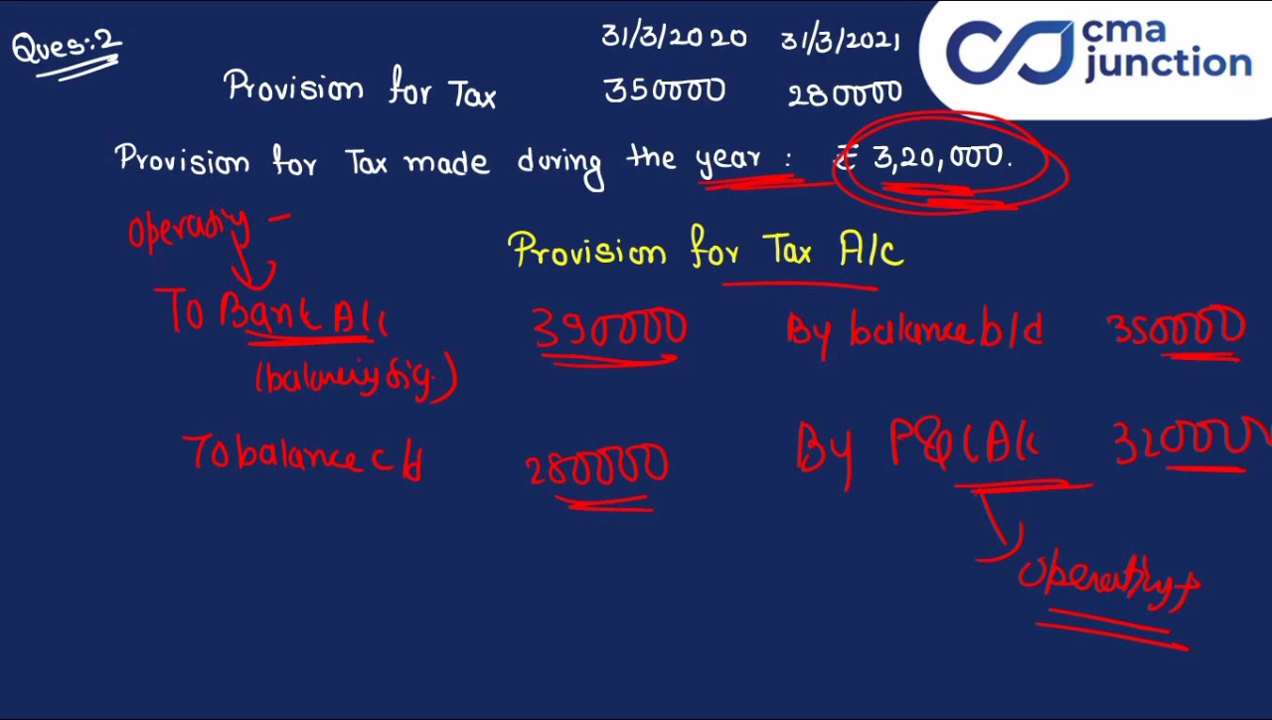 Ques:2
31/3/2020 31/3/2021
cma junction
Provision for Tax 350000 280000
Provision for Tax made during the year : ₹ 3,20,000.
Operating -
Provision for Tax A/c
To Bank A/c 390000 By balance b/d 350000
(balancing fig.)
To balance c/d 280000 By P&L A/c 320000
Operating +